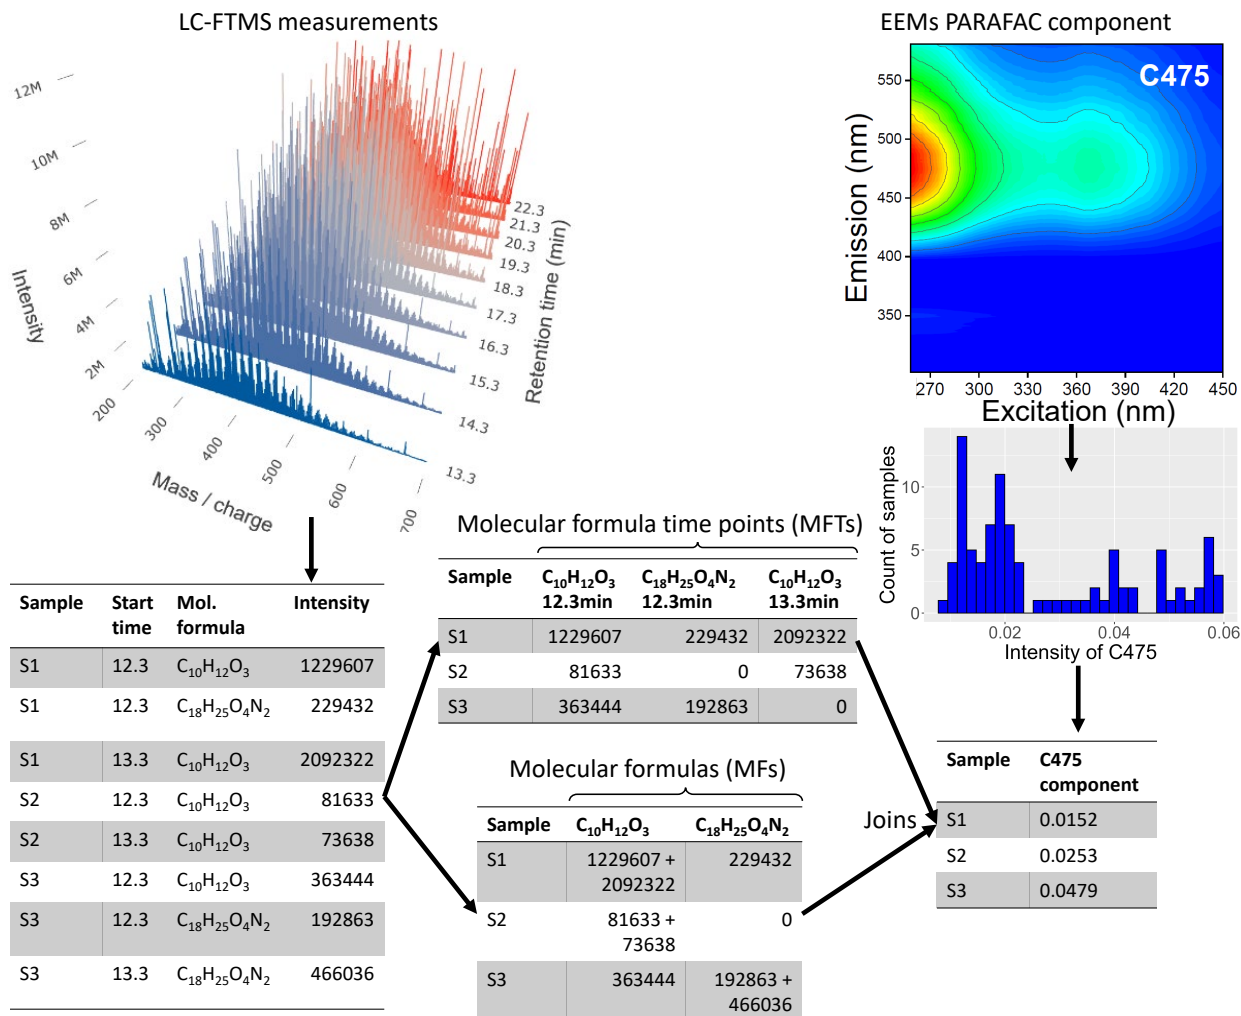 LC-FTMS measurements
12M
10M
8M
6M
4M
2M
Intensity
200
300
400
500
600
700
Mass / charge
22.3
21.3
20.3
19.3
18.3
17.3
16.3
15.3
14.3
13.3
Retention time (min)
EEMs PARAFAC component
C475
550
500
450
400
350
Emission (nm)
270 300 330 360 390 420 450
Excitation (nm)
Count of samples
10
5
0
0.02 0.04 0.06
Intensity of C475
Sample Start time Mol. formula Intensity
S1 12.3 C₁₀H₁₂O₃ 1229607
S1 12.3 C₁₈H₂₅O₄N₂ 229432
S1 13.3 C₁₀H₁₂O₃ 2092322
S2 12.3 C₁₀H₁₂O₃ 81633
S2 13.3 C₁₀H₁₂O₃ 73638
S3 12.3 C₁₀H₁₂O₃ 363444
S3 12.3 C₁₈H₂₅O₄N₂ 192863
S3 13.3 C₁₈H₂₅O₄N₂ 466036
Molecular formula time points (MFTs)
Sample C₁₀H₁₂O₃ C₁₈H₂₅O₄N₂ C₁₀H₁₂O₃
12.3min 12.3min 13.3min
S1 1229607 229432 2092322
S2 81633 0 73638
S3 363444 192863 0
Molecular formulas (MFs)
Sample C₁₀H₁₂O₃ C₁₈H₂₅O₄N₂
S1 1229607 + 229432
2092322
S2 81633 + 0
73638
S3 363444 192863 +
466036
Joins
Sample C475
component
S1 0.0152
S2 0.0253
S3 0.0479